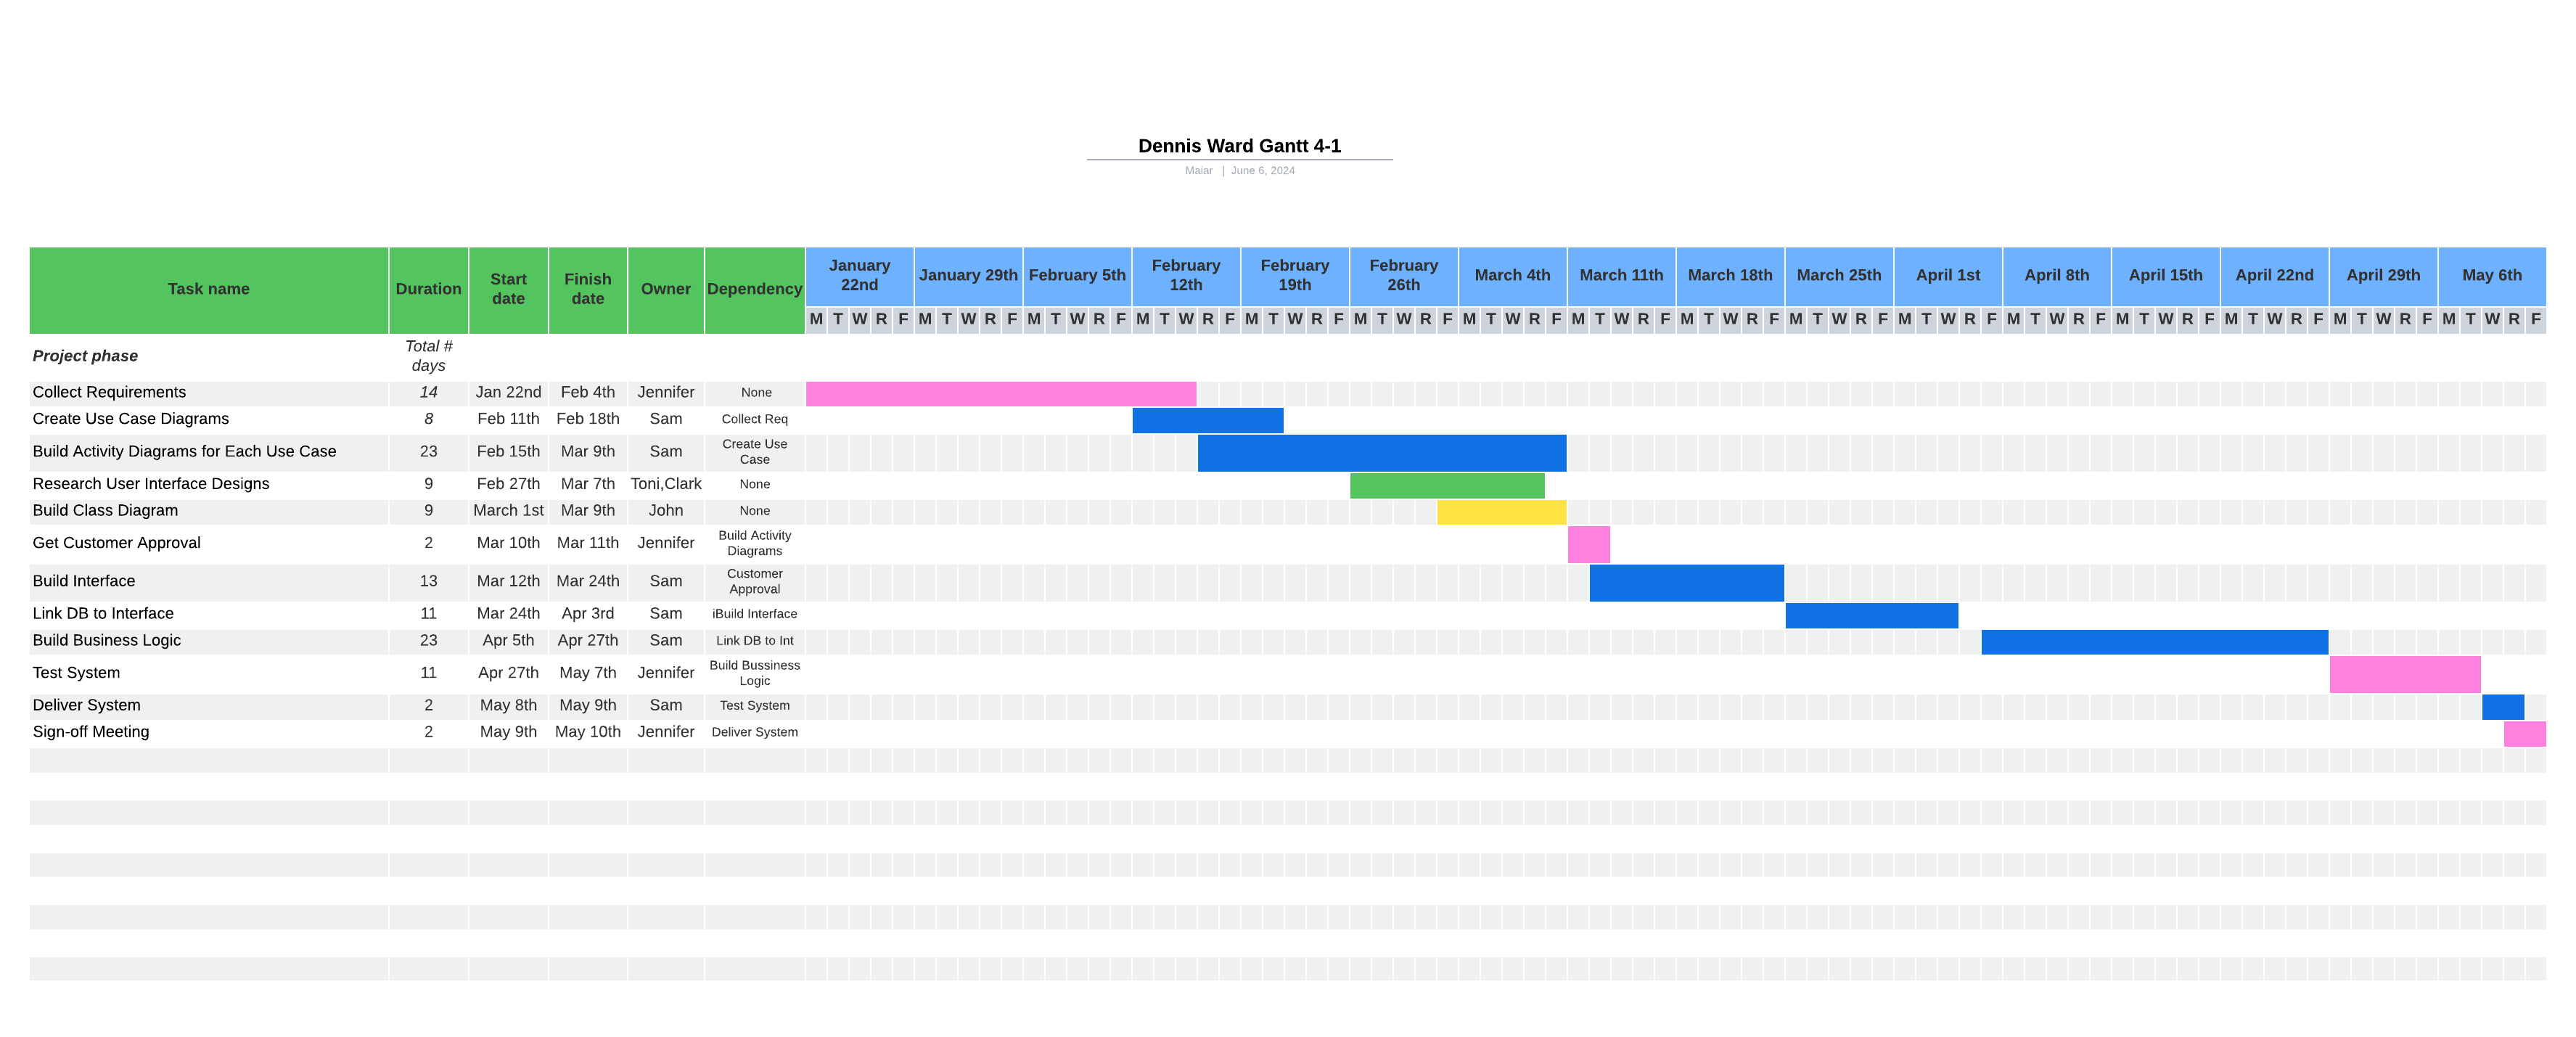 Dennis Ward Gantt 4-1
Maiar | June 6, 2024
Task name Duration Start date Finish date Owner Dependency January 22nd January 29th February 5th February 12th February 19th February 26th March 4th March 11th March 18th March 25th April 1st April 8th April 15th April 22nd April 29th May 6th
M T W R F M T W R F M T W R F M T W R F M T W R F M T W R F M T W R F M T W R F M T W R F M T W R F M T W R F M T W R F M T W R F M T W R F M T W R F M T W R F
Project phase Total # days
Collect Requirements 14 Jan 22nd Feb 4th Jennifer None
Create Use Case Diagrams 8 Feb 11th Feb 18th Sam Collect Req
Build Activity Diagrams for Each Use Case 23 Feb 15th Mar 9th Sam Create Use Case
Research User Interface Designs 9 Feb 27th Mar 7th Toni,Clark None
Build Class Diagram 9 March 1st Mar 9th John None
Get Customer Approval 2 Mar 10th Mar 11th Jennifer Build Activity Diagrams
Build Interface 13 Mar 12th Mar 24th Sam Customer Approval
Link DB to Interface 11 Mar 24th Apr 3rd Sam iBuild Interface
Build Business Logic 23 Apr 5th Apr 27th Sam Link DB to Int
Test System 11 Apr 27th May 7th Jennifer Build Bussiness Logic
Deliver System 2 May 8th May 9th Sam Test System
Sign-off Meeting 2 May 9th May 10th Jennifer Deliver System